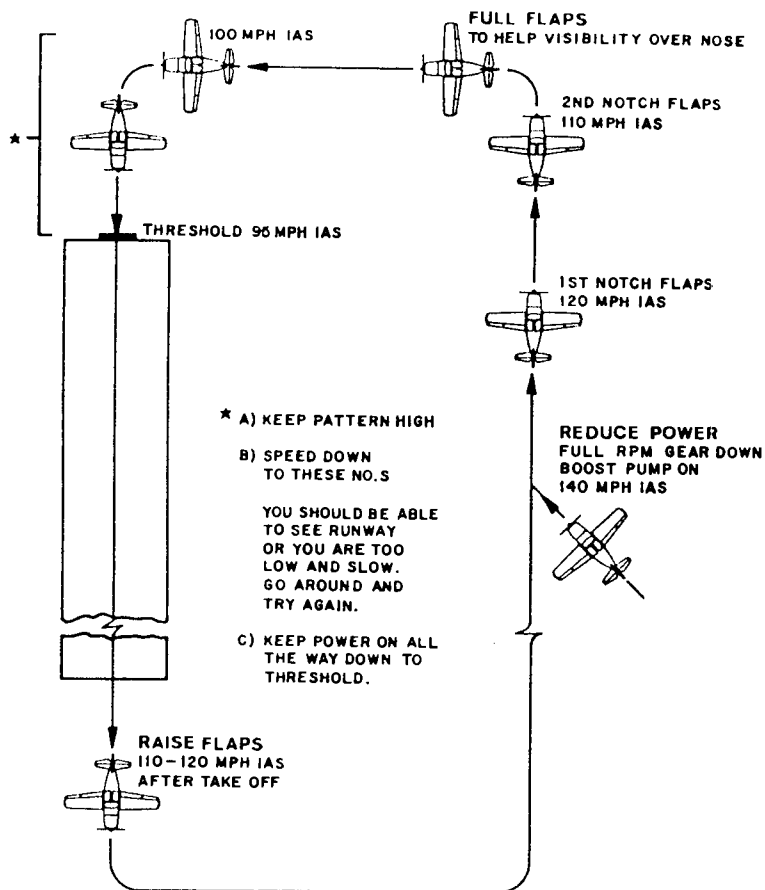 100 MPH IAS
FULL FLAPS
TO HELP VISIBILITY OVER NOSE
2ND NOTCH FLAPS
110 MPH IAS
THRESHOLD 95 MPH IAS
1ST NOTCH FLAPS
120 MPH IAS
★ A) KEEP PATTERN HIGH
B) SPEED DOWN
TO THESE NO.S
YOU SHOULD BE ABLE
TO SEE RUNWAY
OR YOU ARE TOO
LOW AND SLOW.
GO AROUND AND
TRY AGAIN.
C) KEEP POWER ON ALL
THE WAY DOWN TO
THRESHOLD.
REDUCE POWER
FULL RPM GEAR DOWN
BOOST PUMP ON
140 MPH IAS
RAISE FLAPS
110-120 MPH IAS
AFTER TAKE OFF